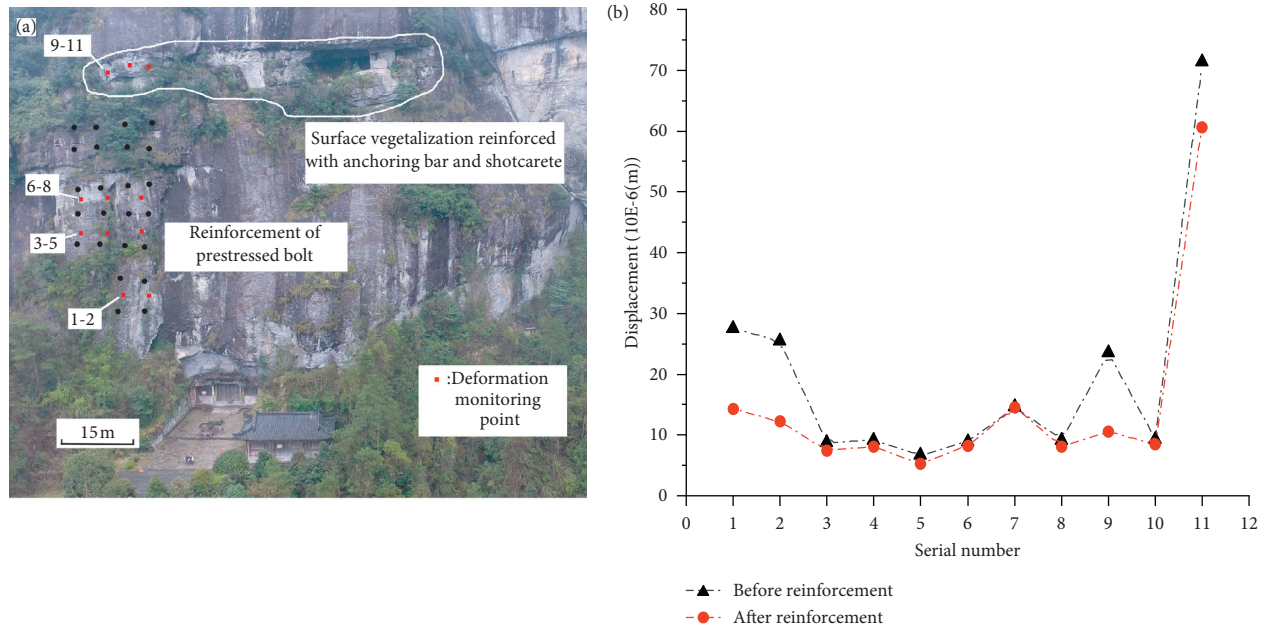 (a)
9-11
Surface vegetalization reinforced
with anchoring bar and shotcarete
6-8
3-5
Reinforcement of
prestressed bolt
1-2
:Deformation
monitoring
point
15 m
(b)
80
70
60
50
40
30
20
10
0
Displacement (10E-6(m))
0 1 2 3 4 5 6 7 8 9 10 11 12
Serial number
Before reinforcement
After reinforcement